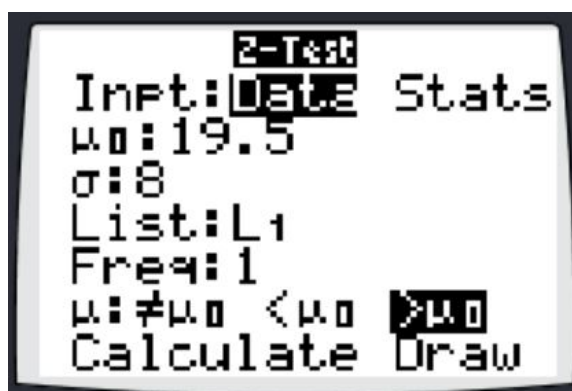 Z-Test
Inpt:Data Stats
μ0:19.5
σ:8
List:L1
Freq:1
μ:≠μ0 <μ0 >μ0
Calculate Draw